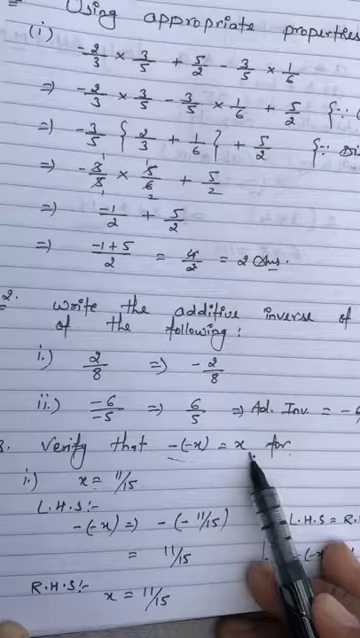 Using appropriate properties
(i) -2/3 × 3/5 + 5/2 - 3/5 × 1/6
=> -2/3 × 3/5 - 3/5 × 1/6 + 5/2 {∵
=> -3/5 { 2/3 + 1/6 } + 5/2 {∵ Di
=> -3/5 × 5/6 + 5/2
=> -1/2 + 5/2
=> (-1+5)/2 = 4/2 = 2 Ans.
2. Write the additive inverse of
of the following:
i.) 2/8 => -2/8
ii.) -6/-5 => 6/5 => Ad. Inv. = -6
3. Verify that -(-x) = x for
i.) x = 11/15
L.H.S:-
-(-x) => -(-11/15) L.H.S = R.
= 11/15
R.H.S:- x = 11/15